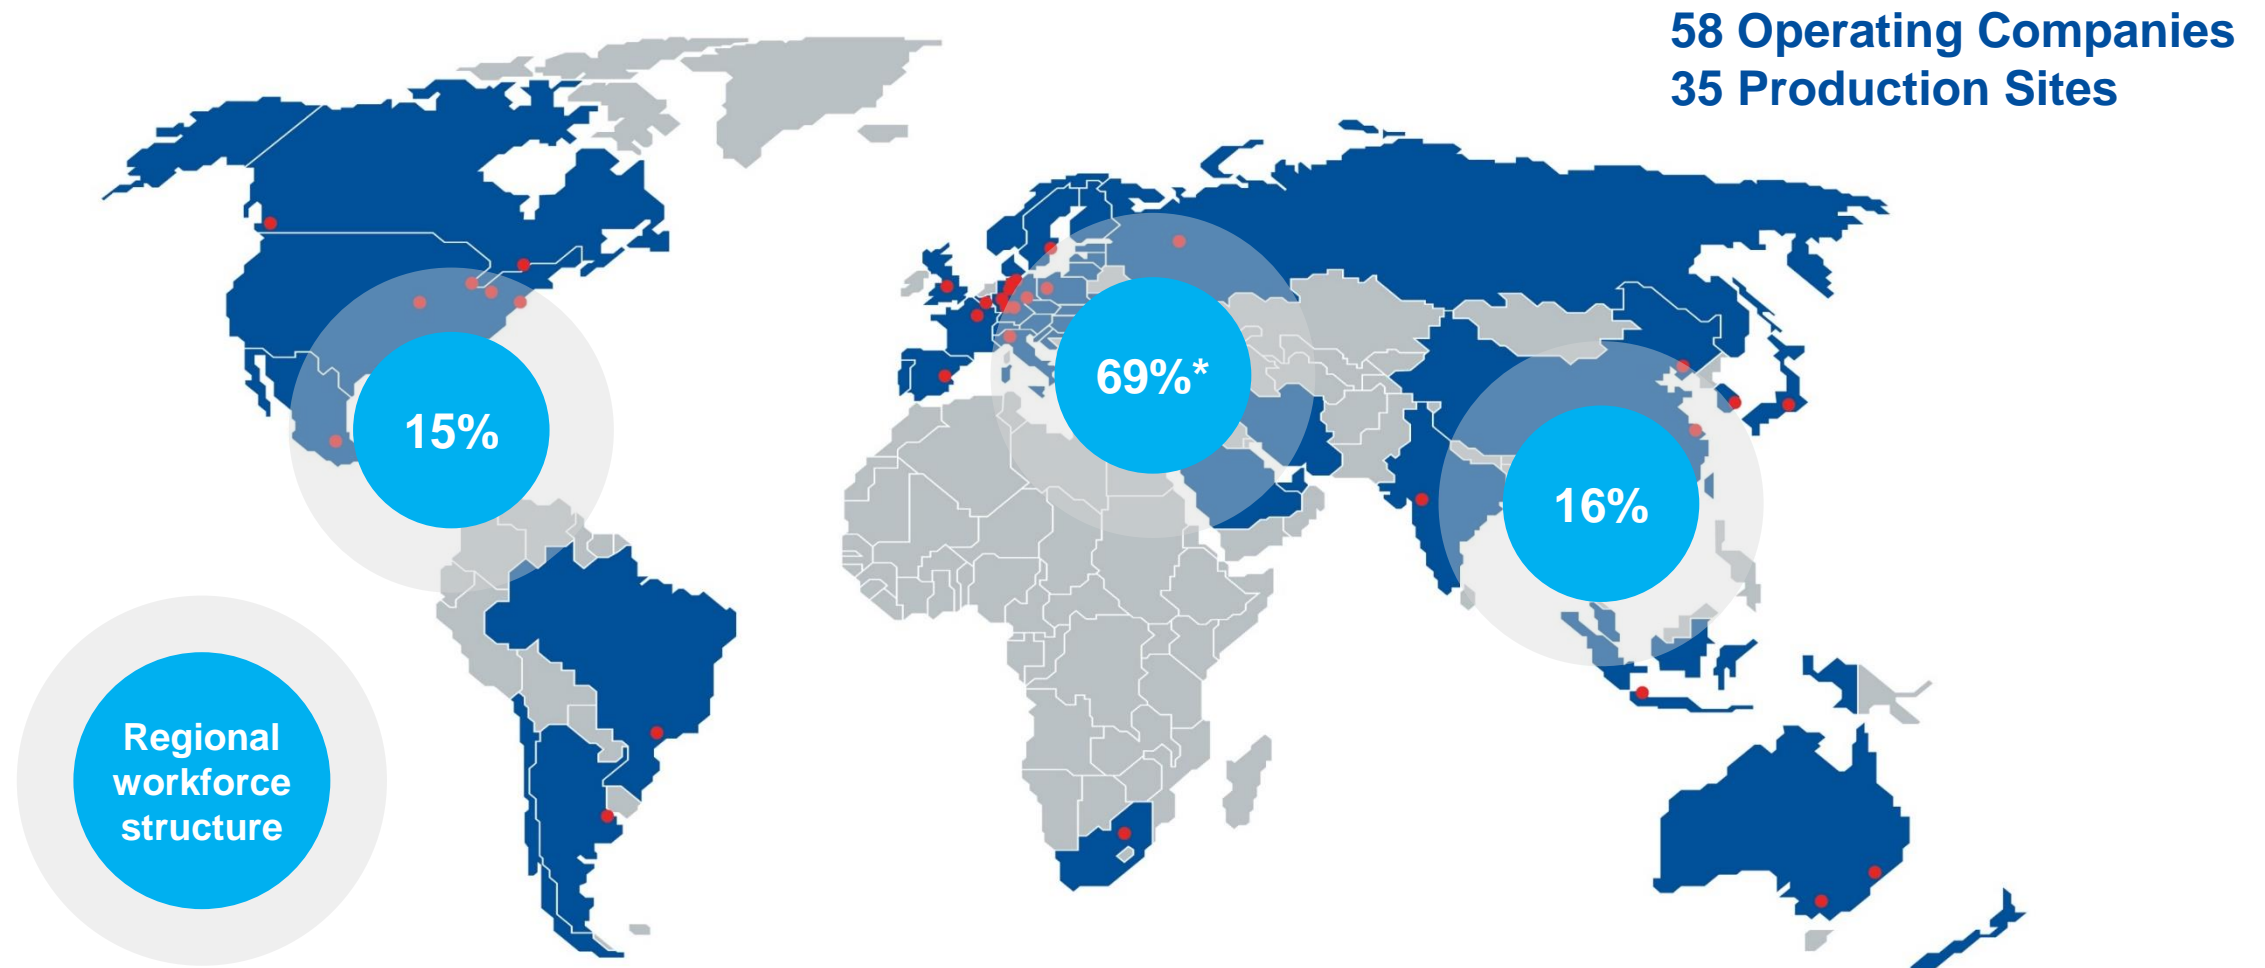 58 Operating Companies
35 Production Sites
15%
69%*
16%
Regional
workforce
structure